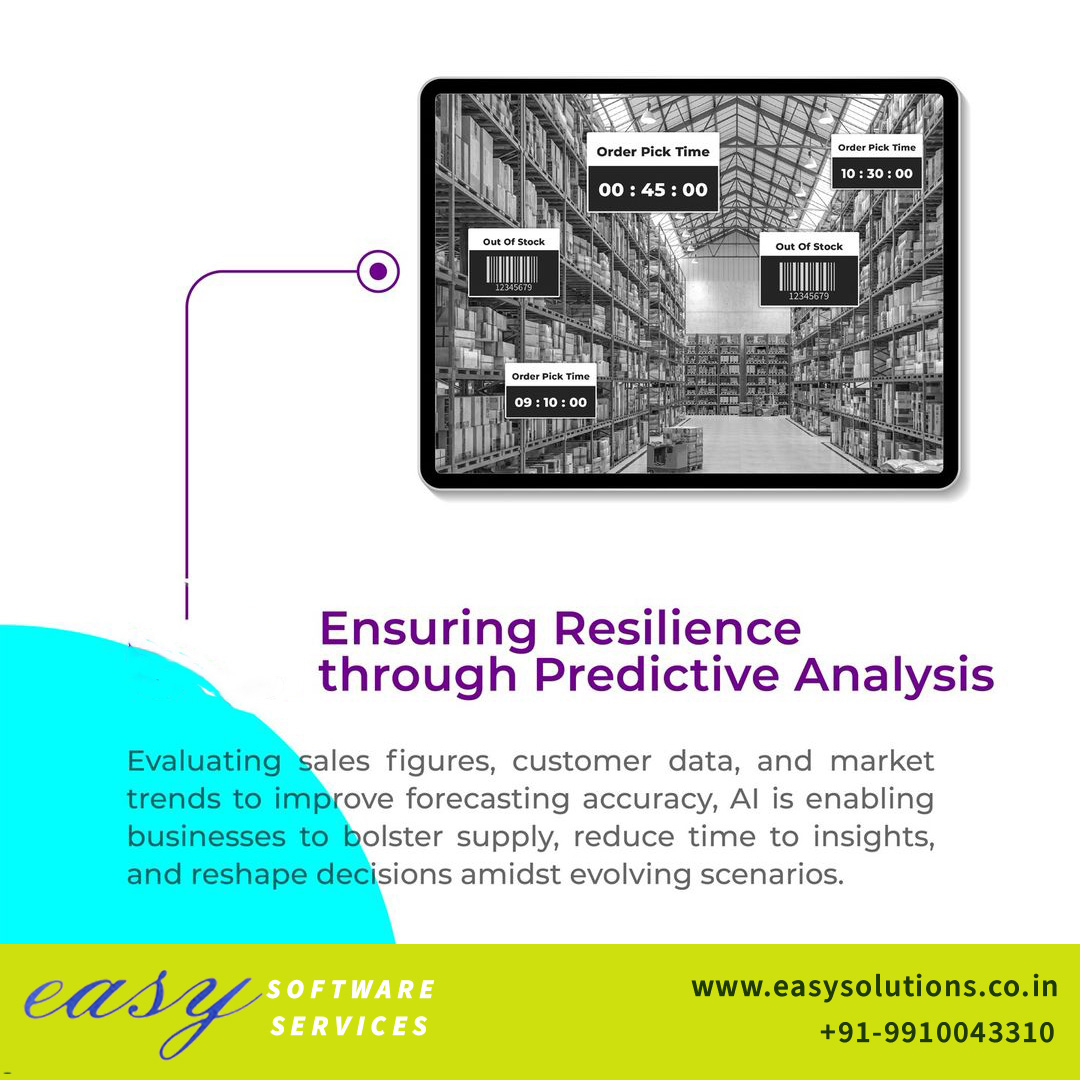 Order Pick Time
00 : 45 : 00
Order Pick Time
10 : 30 : 00
Out Of Stock
12345679
Out Of Stock
12345679
Order Pick Time
09 : 10 : 00
Ensuring Resilience
through Predictive Analysis
Evaluating sales figures, customer data, and market
trends to improve forecasting accuracy, AI is enabling
businesses to bolster supply, reduce time to insights,
and reshape decisions amidst evolving scenarios.
easy SOFTWARE
SERVICES
www.easysolutions.co.in
+91-9910043310